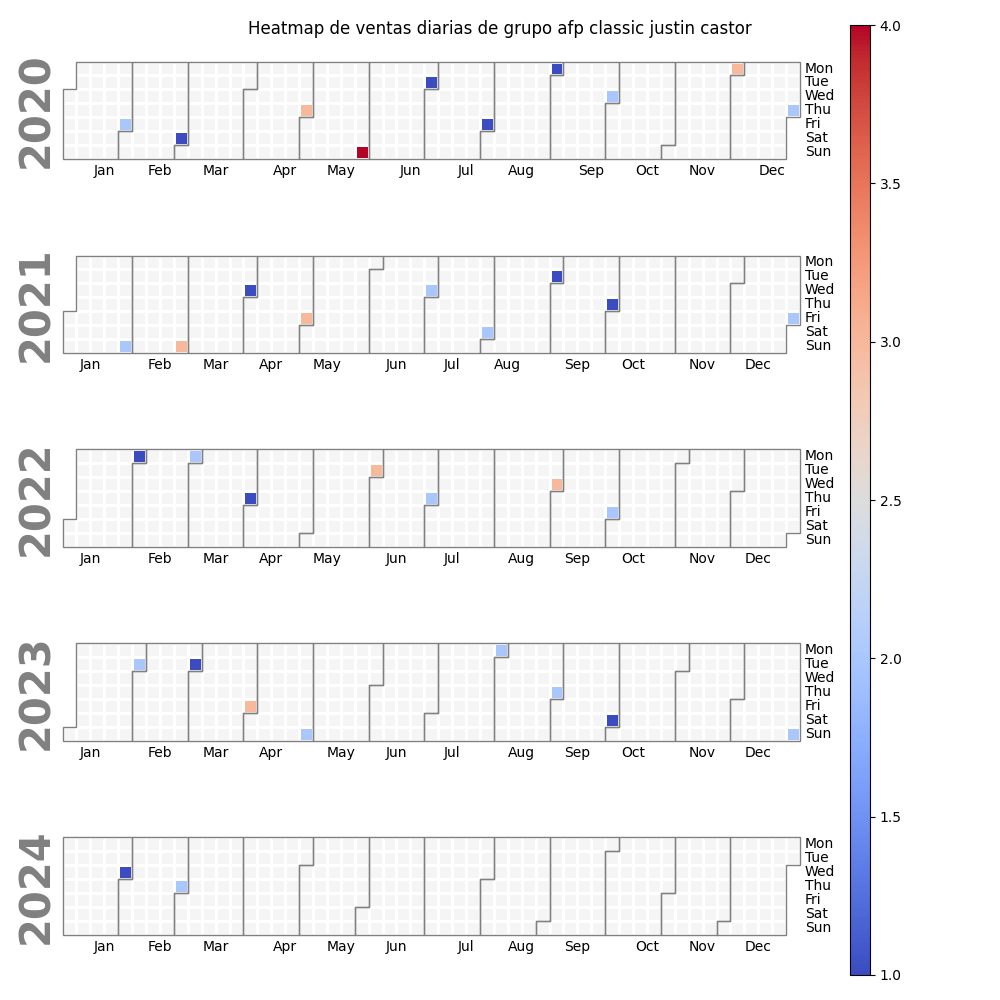 Heatmap de ventas diarias de grupo afp classic justin castor
2020
Mon
Tue
Wed
Thu
Fri
Sat
Sun
Jan Feb Mar Apr May Jun Jul Aug Sep Oct Nov Dec
2021
Mon
Tue
Wed
Thu
Fri
Sat
Sun
Jan Feb Mar Apr May Jun Jul Aug Sep Oct Nov Dec
2022
Mon
Tue
Wed
Thu
Fri
Sat
Sun
Jan Feb Mar Apr May Jun Jul Aug Sep Oct Nov Dec
2023
Mon
Tue
Wed
Thu
Fri
Sat
Sun
Jan Feb Mar Apr May Jun Jul Aug Sep Oct Nov Dec
2024
Mon
Tue
Wed
Thu
Fri
Sat
Sun
Jan Feb Mar Apr May Jun Jul Aug Sep Oct Nov Dec
4.0
3.5
3.0
2.5
2.0
1.5
1.0